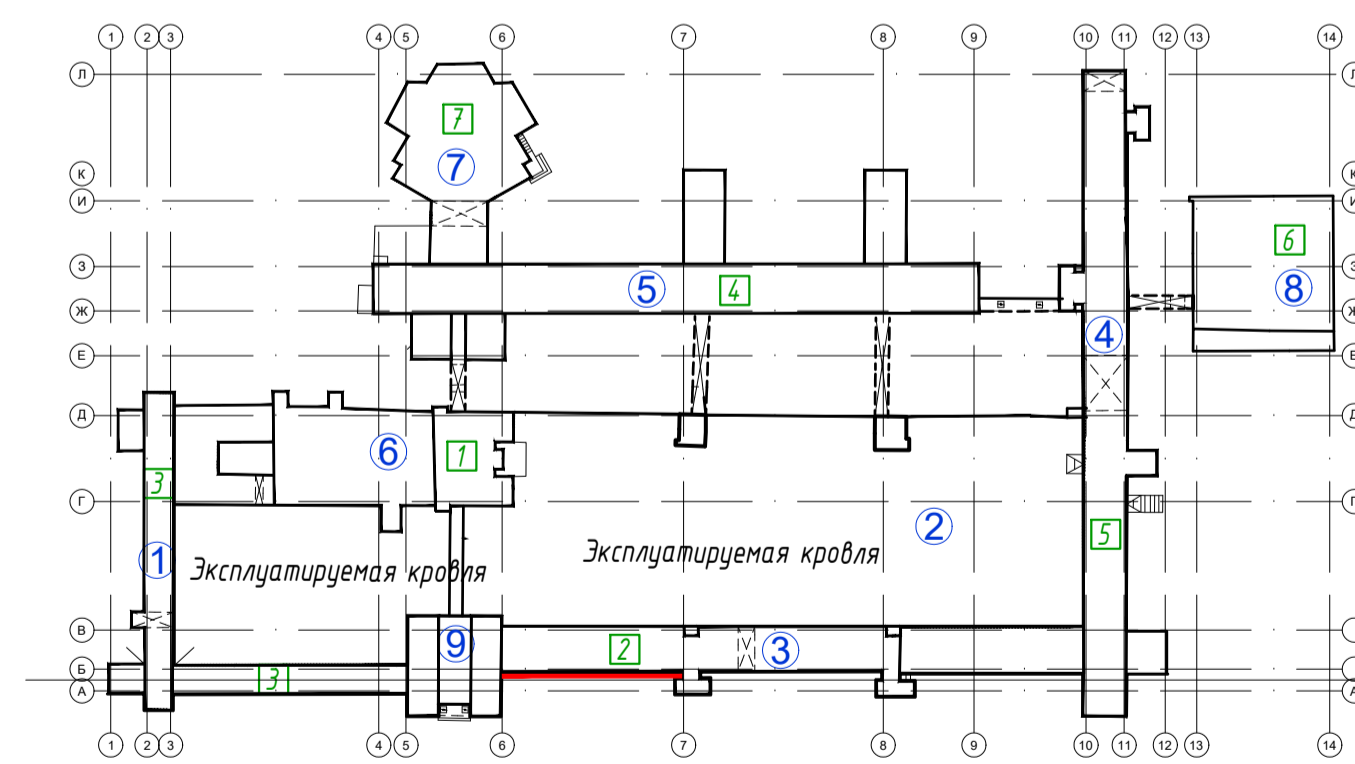 1 2 3 4 5 6 7 8 9 10 11 12 13 14
Л Л
7
К К
7
И И
6
З З
5 4 8
Ж Ж
4
Е Е
Д Д
6 1
3
Г Г
2
5
1 Эксплуатируемая кровля Эксплуатируемая кровля
В
9 2 3
Б
3
А А
1 2 3 4 5 6 7 8 9 10 11 12 13 14